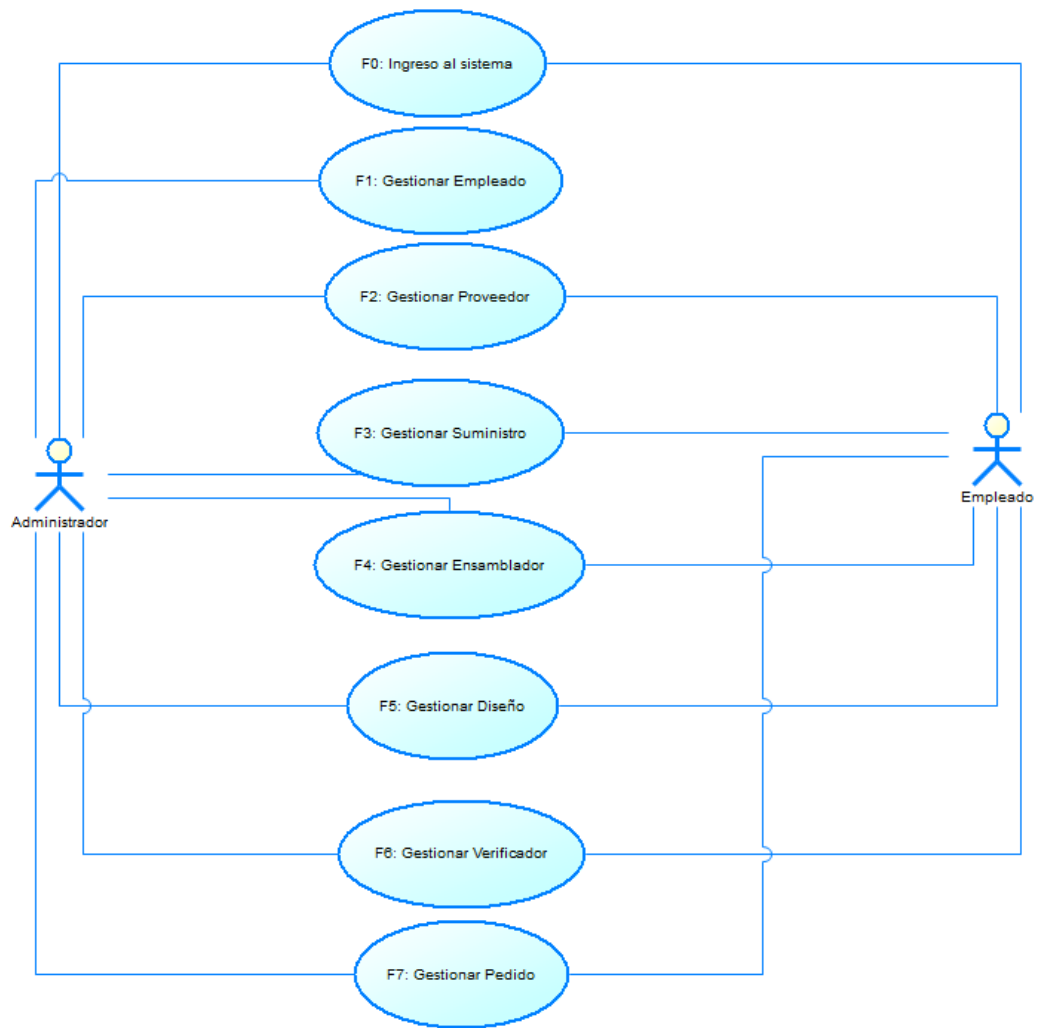 F0: Ingreso al sistema
F1: Gestionar Empleado
F2: Gestionar Proveedor
F3: Gestionar Suministro
Administrador
Empleado
F4: Gestionar Ensamblador
F5: Gestionar Diseño
F6: Gestionar Verificador
F7: Gestionar Pedido